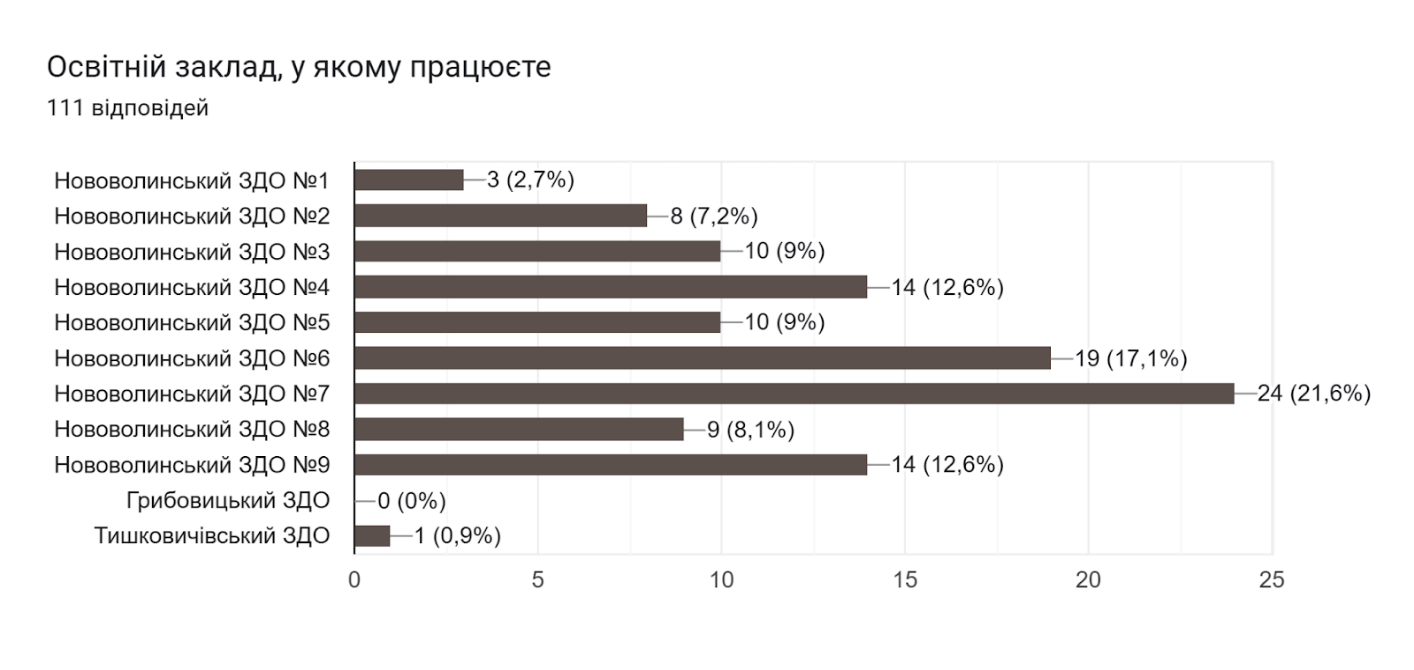 Освітній заклад, у якому працюєте
111 відповідей
Нововолинський ЗДО №1 3 (2,7%)
Нововолинський ЗДО №2 8 (7,2%)
Нововолинський ЗДО №3 10 (9%)
Нововолинський ЗДО №4 14 (12,6%)
Нововолинський ЗДО №5 10 (9%)
Нововолинський ЗДО №6 19 (17,1%)
Нововолинський ЗДО №7 24 (21,6%)
Нововолинський ЗДО №8 9 (8,1%)
Нововолинський ЗДО №9 14 (12,6%)
Грибовицький ЗДО 0 (0%)
Тишковичівський ЗДО 1 (0,9%)
0 5 10 15 20 25